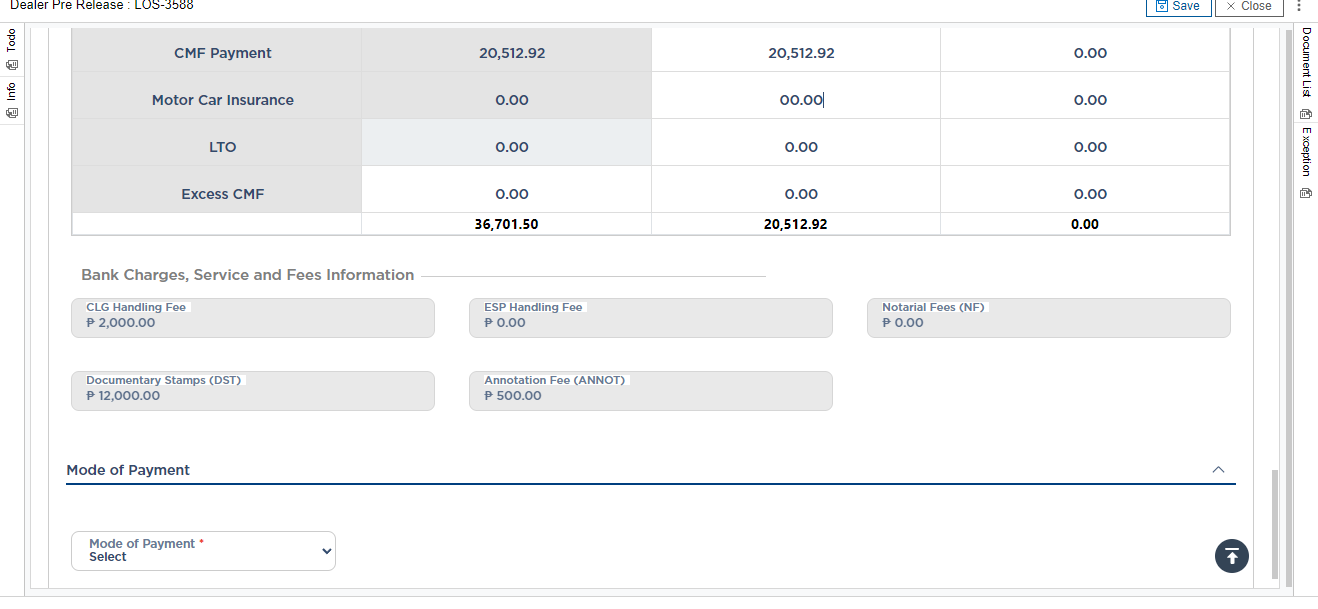 Dealer Pre Release : LOS-3588
Save
Close
Todo
Info
Document List
Exception
CMF Payment 20,512.92 20,512.92 0.00
Motor Car Insurance 0.00 00.00 0.00
LTO 0.00 0.00 0.00
Excess CMF 0.00 0.00 0.00
36,701.50 20,512.92 0.00
Bank Charges, Service and Fees Information
CLG Handling Fee
₱ 2,000.00
ESP Handling Fee
₱ 0.00
Notarial Fees (NF)
₱ 0.00
Documentary Stamps (DST)
₱ 12,000.00
Annotation Fee (ANNOT)
₱ 500.00
Mode of Payment
Mode of Payment *
Select